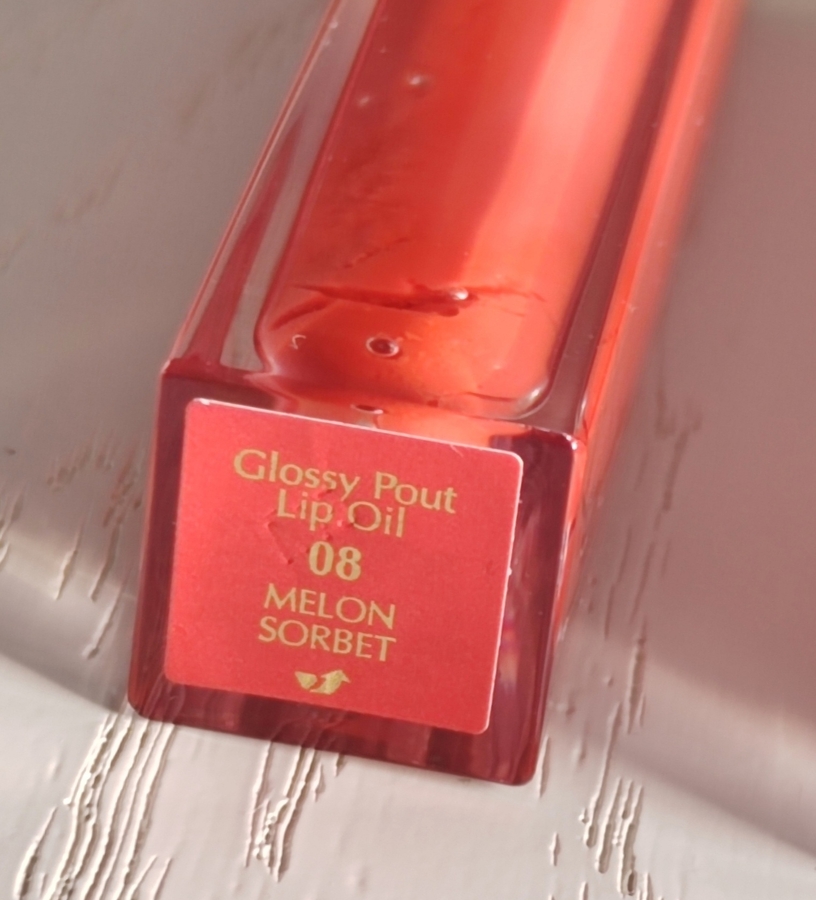 Glossy Pout
Lip Oil
08
MELON
SORBET